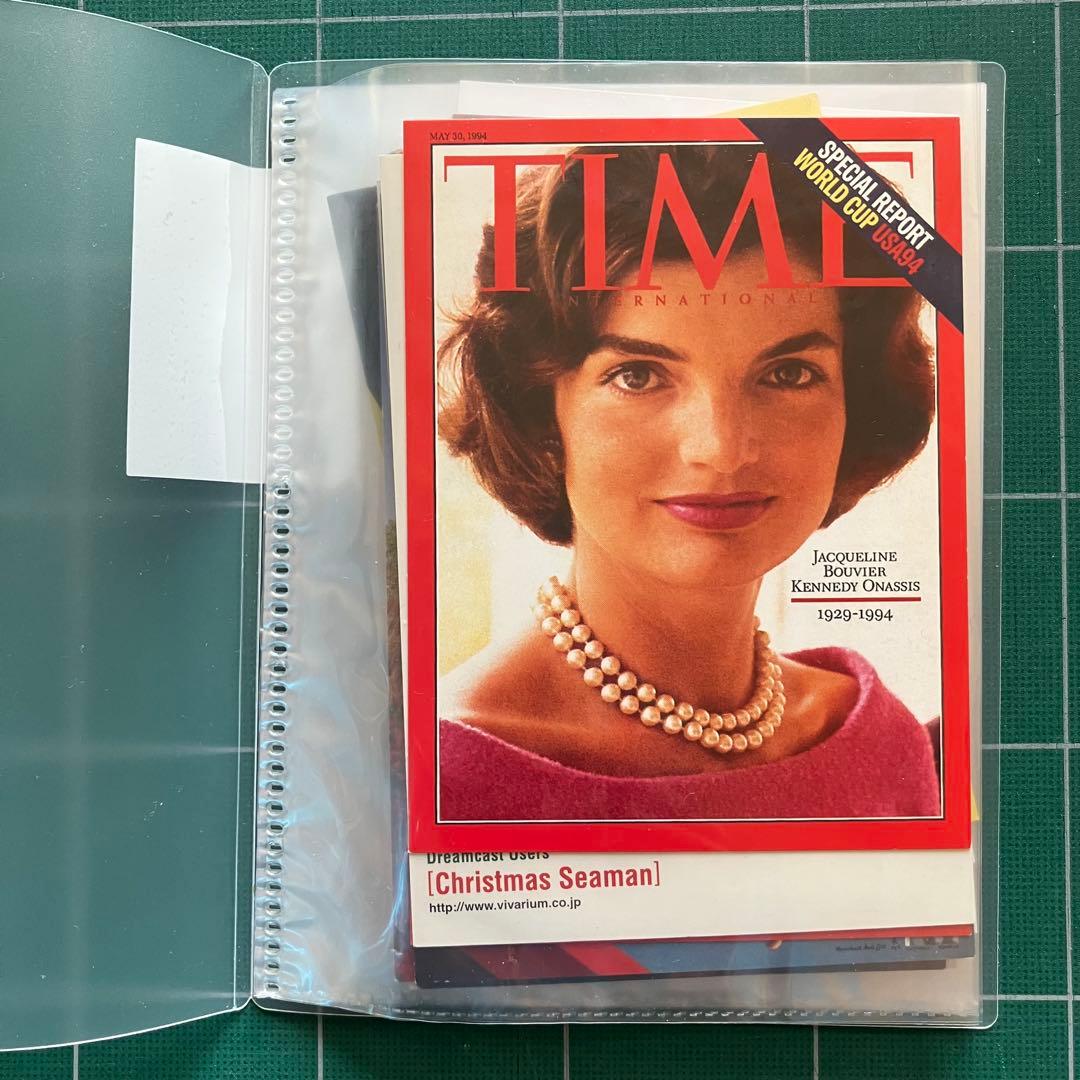 MAY 30, 1994
TIME
INTERNATIONAL
SPECIAL REPORT
WORLD CUP USA94
JACQUELINE
BOUVIER
KENNEDY ONASSIS
1929-1994
Dreamcast Users
[Christmas Seaman]
http://www.vivarium.co.jp